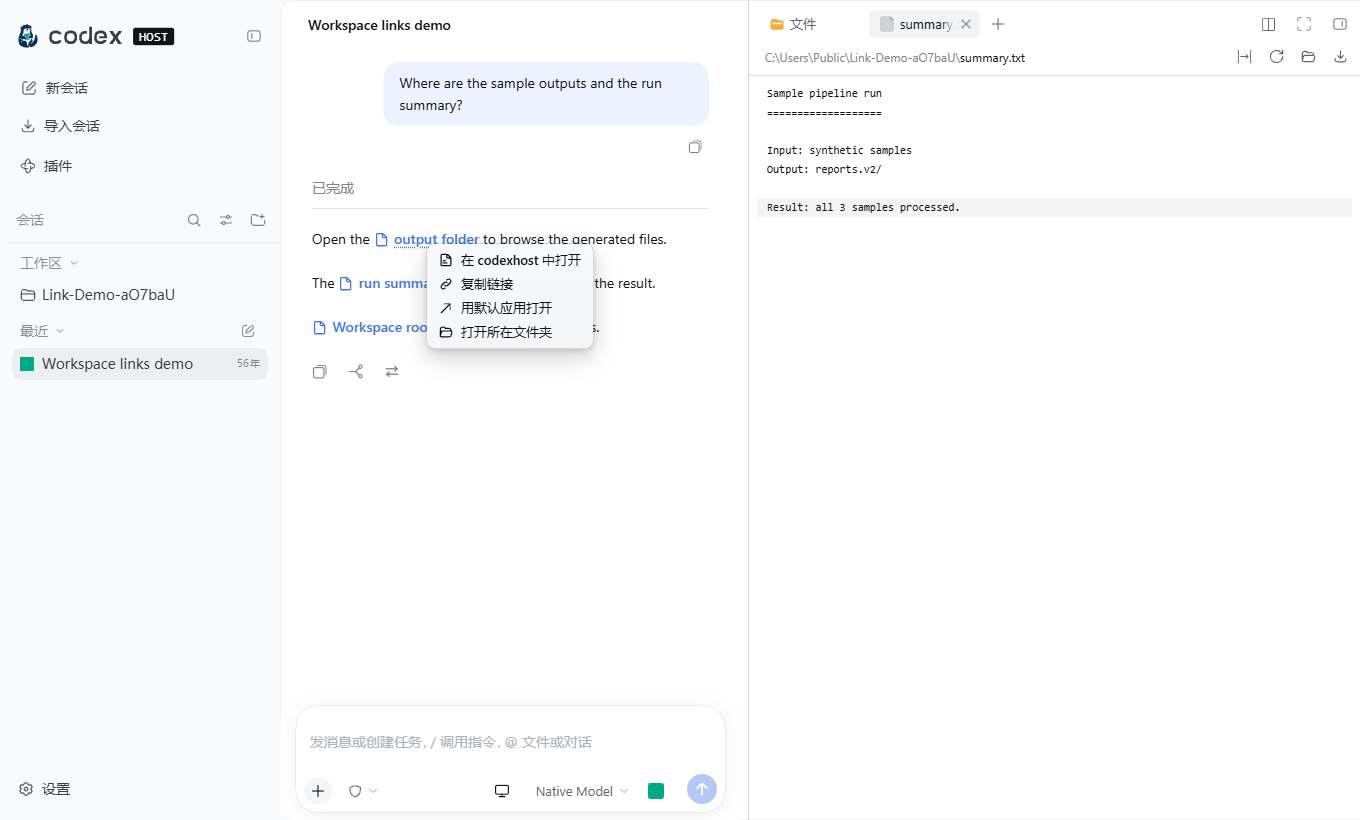 codex HOST
新会话
导入会话
插件
会话
工作区
Link-Demo-aO7baU
最近
Workspace links demo 56年
设置
Workspace links demo
Where are the sample outputs and the run
summary?
已完成
Open the output folder to browse the generated files.
The run summa
the result.
Workspace roo
s.
在 codexhost 中打开
复制链接
用默认应用打开
打开所在文件夹
发消息或创建任务, / 调用指令, @ 文件或对话
Native Model
文件
summary.
C:\Users\Public\Link-Demo-aO7baU\summary.txt
Sample pipeline run
===================
Input: synthetic samples
Output: reports.v2/
Result: all 3 samples processed.